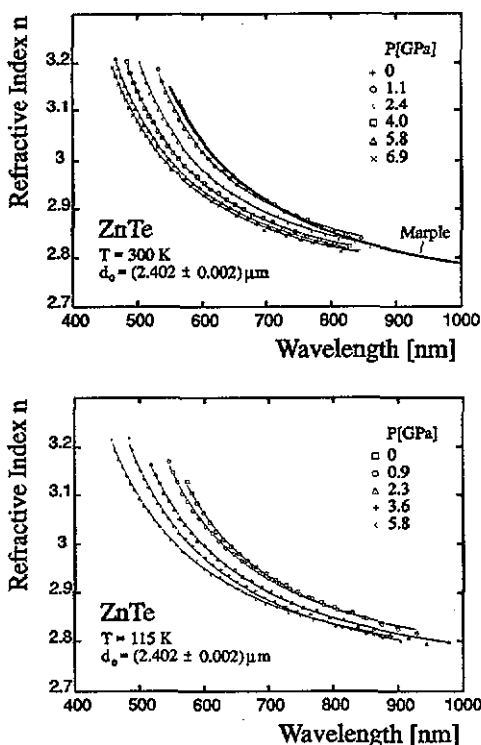 Refractive Index n
3.2
3.1
3
2.9
2.8
2.7
P[GPa]
+ 0
○ 1.1
2.4
□ 4.0
△ 5.8
× 6.9
ZnTe
T = 300 K
d₀ = (2.402 ± 0.002) μm
Marple
400 500 600 700 800 900 1000
Wavelength [nm]
Refractive Index n
3.2
3.1
3
2.9
2.8
2.7
P[GPa]
□ 0
○ 0.9
△ 2.3
+ 3.6
5.8
ZnTe
T = 115 K
d₀ = (2.402 ± 0.002) μm
400 500 600 700 800 900 1000
Wavelength [nm]